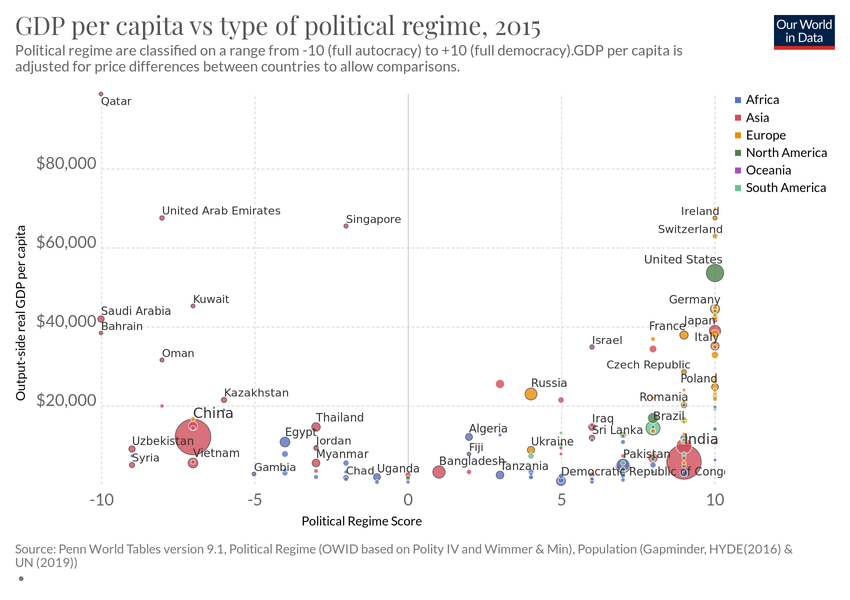 GDP per capita vs type of political regime, 2015
Political regime are classified on a range from -10 (full autocracy) to +10 (full democracy).GDP per capita is
adjusted for price differences between countries to allow comparisons.
Our World
in Data
Africa
Asia
Europe
North America
Oceania
South America
Output-side real GDP per capita
$80,000
$60,000
$40,000
$20,000
Qatar
United Arab Emirates
Singapore
Ireland
Switzerland
United States
Kuwait
Germany
Saudi Arabia
Bahrain
France
Japan
Italy
Israel
Oman
Czech Republic
Poland
Kazakhstan
Russia
Romania
China
Thailand
Iraq
Brazil
Sri Lanka
Algeria
Egypt
Jordan
Ukraine
India
Uzbekistan
Fiji
Vietnam
Myanmar
Pakistan
Syria
Gambia
Chad
Uganda
Bangladesh
Tanzania
Democratic Republic of Cong
-10
-5
0
5
10
Political Regime Score
Source: Penn World Tables version 9.1, Political Regime (OWID based on Polity IV and Wimmer & Min), Population (Gapminder, HYDE(2016) &
UN (2019))